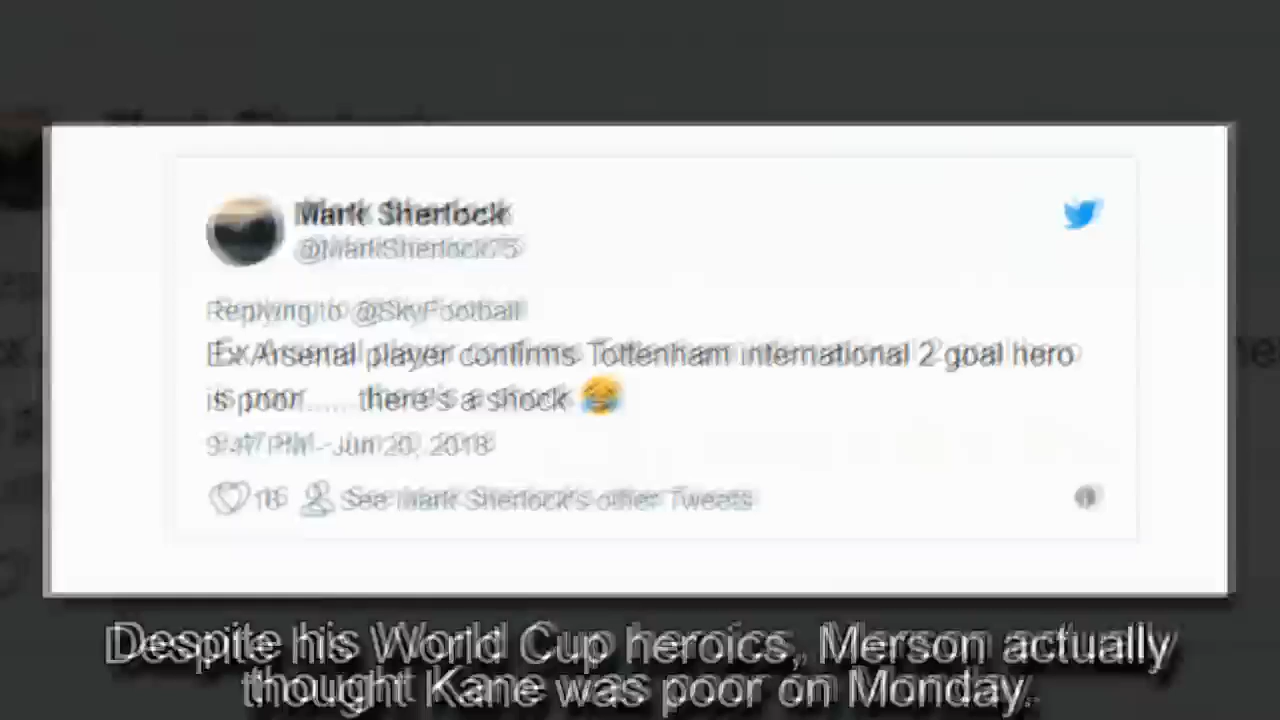 Mark Sherlock
@MarkSherlock75
Replying to @SkyFootball
Ex Arsenal player confirms Tottenham international 2 goal hero
is poor...... there's a shock 😂
9:47 PM - Jun 20, 2018
16 See Mark Sherlock's other Tweets
Despite his World Cup heroics, Merson actually
thought Kane was poor on Monday.